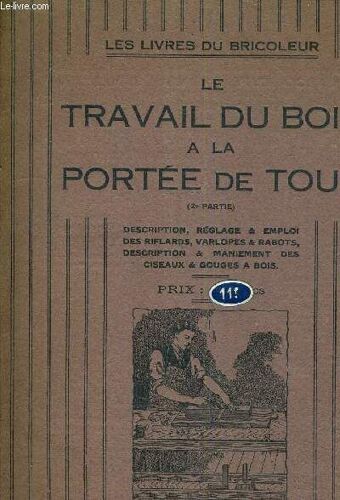 Le-livre.com
LES LIVRES DU BRICOLEUR
LE
TRAVAIL DU BOI
A LA
PORTÉE DE TOU
(2e PARTIE)
DESCRIPTION, RÉGLAGE & EMPLOI
DES RIFLARDS, VARLOPES & RABOTS,
DESCRIPTION & MANIEMENT DES
CISEAUX & GOUGES A BOIS.
PRIX :
11f